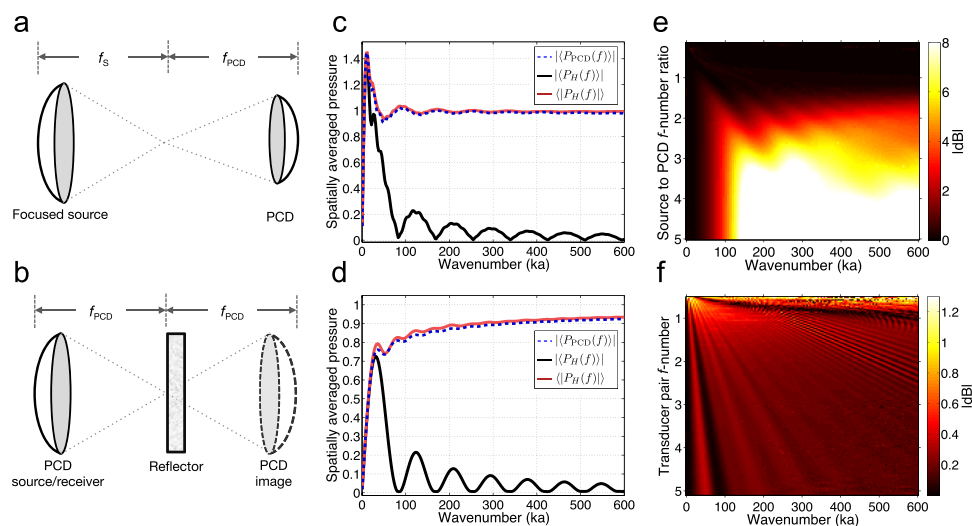 a
f_S
f_PCD
Focused source
PCD
b
f_PCD
f_PCD
PCD
source/receiver
Reflector
PCD
image
c
Spatially averaged pressure
1.4
1.2
1
0.8
0.6
0.4
0.2
0
0 100 200 300 400 500 600
Wavenumber (ka)
|⟨P_PCD(f)⟩|
|⟨P_H(f)⟩|
⟨|P_H(f)|⟩
d
Spatially averaged pressure
1
0.9
0.8
0.7
0.6
0.5
0.4
0.3
0.2
0.1
0
0 100 200 300 400 500 600
Wavenumber (ka)
|⟨P_PCD(f)⟩|
|⟨P_H(f)⟩|
⟨|P_H(f)|⟩
e
Source to PCD f-number ratio
1
2
3
4
5
0 100 200 300 400 500 600
Wavenumber (ka)
8
6
4
2
0
|dB|
f
Transducer pair f-number
1
2
3
4
5
0 100 200 300 400 500 600
Wavenumber (ka)
1.2
1
0.8
0.6
0.4
0.2
|dB|